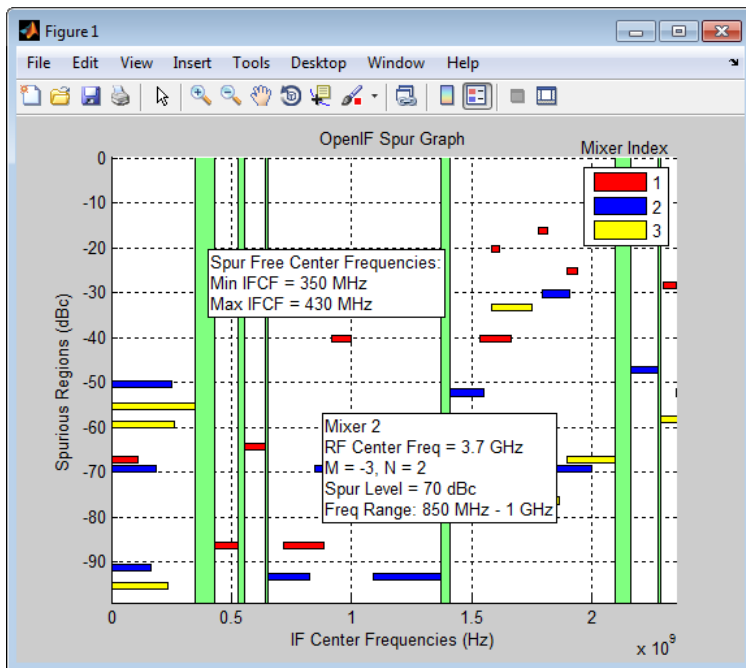 Figure 1
File Edit View Insert Tools Desktop Window Help
OpenIF Spur Graph
Mixer Index
1
2
3
0
-10
-20
-30
-40
-50
-60
-70
-80
-90
Spurious Regions (dBc)
Spur Free Center Frequencies:
Min IFCF = 350 MHz
Max IFCF = 430 MHz
Mixer 2
RF Center Freq = 3.7 GHz
M = -3, N = 2
Spur Level = 70 dBc
Freq Range: 850 MHz - 1 GHz
0 0.5 1 1.5 2
x 10^9
IF Center Frequencies (Hz)